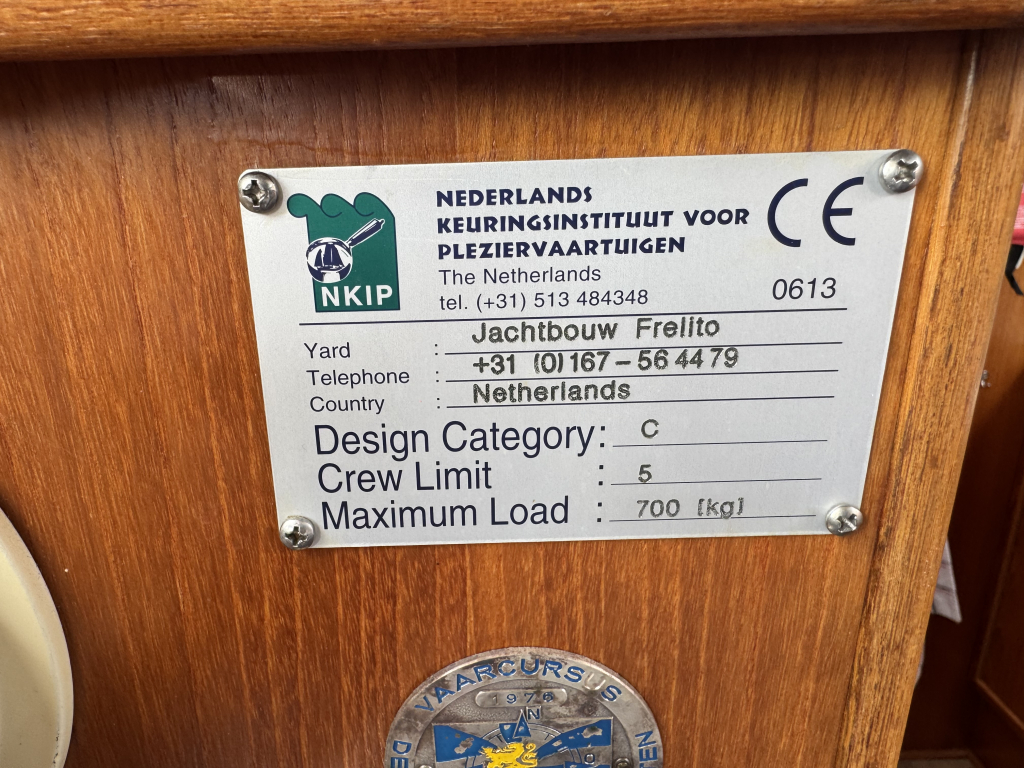 NEDERLANDS
KEURINGSINSTITUUT VOOR
PLEZIERVAARTUIGEN
The Netherlands
tel. (+31) 513 484348
NKIP
CE
0613
Yard : Jachtbouw Frelito
Telephone : +31 (0)167-56 44 79
Country : Netherlands
Design Category: C
Crew Limit : 5
Maximum Load : 700 [kg]
VAARCURSUS
1978
N